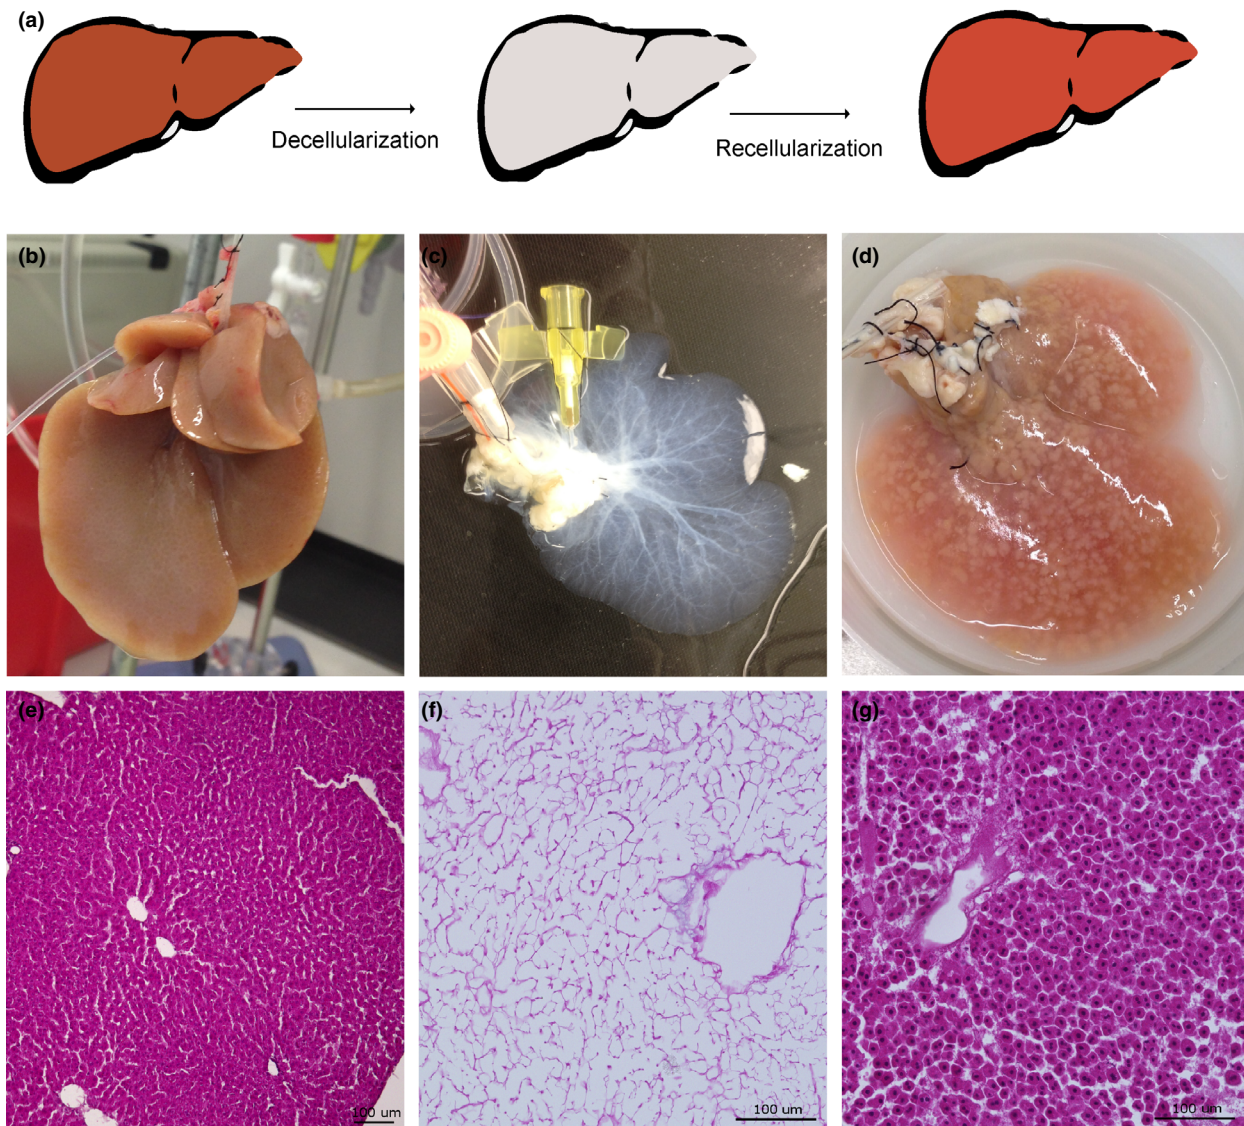 (a)
Decellularization
Recellularization
(b)
(c)
(d)
(e)
(f)
(g)
100 um
100 um
100 um